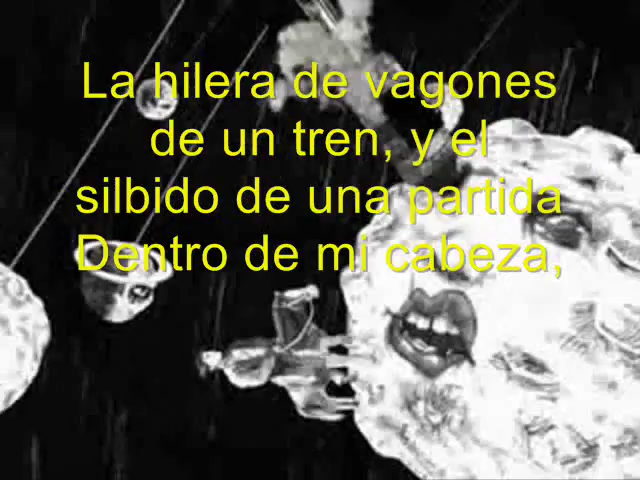 La hilera de vagones
de un tren, y el
silbido de una partida
Dentro de mi cabeza,